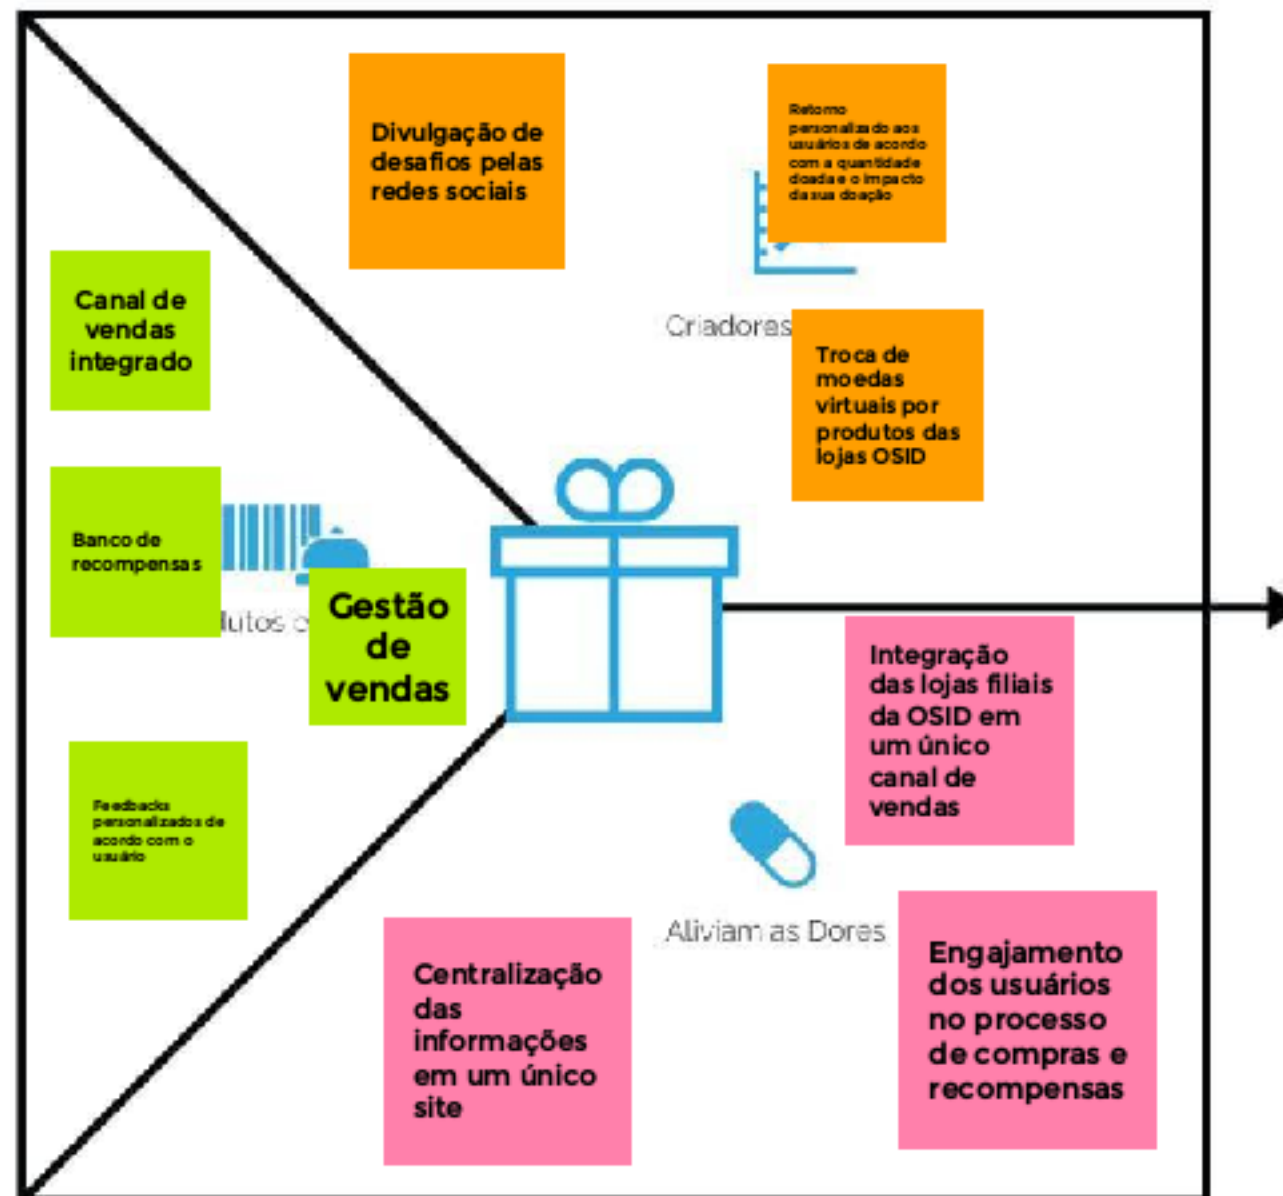 Divulgação de
desafios pelas
redes sociais
Retorno
personalizado aos
usuários de acordo
com a quantidade
doada e o impacto
da sua doação
Criadores
Troca de
moedas
virtuais por
produtos das
lojas OSID
Canal de
vendas
integrado
Banco de
recompensas
dutos e
Gestão
de
vendas
Feedbacks
personalizados de
acordo com o
usuário
Integração
das lojas filiais
da OSID em
um único
canal de
vendas
Aliviam as Dores
Centralização
das
informações
em um único
site
Engajamento
dos usuários
no processo
de compras e
recompensas